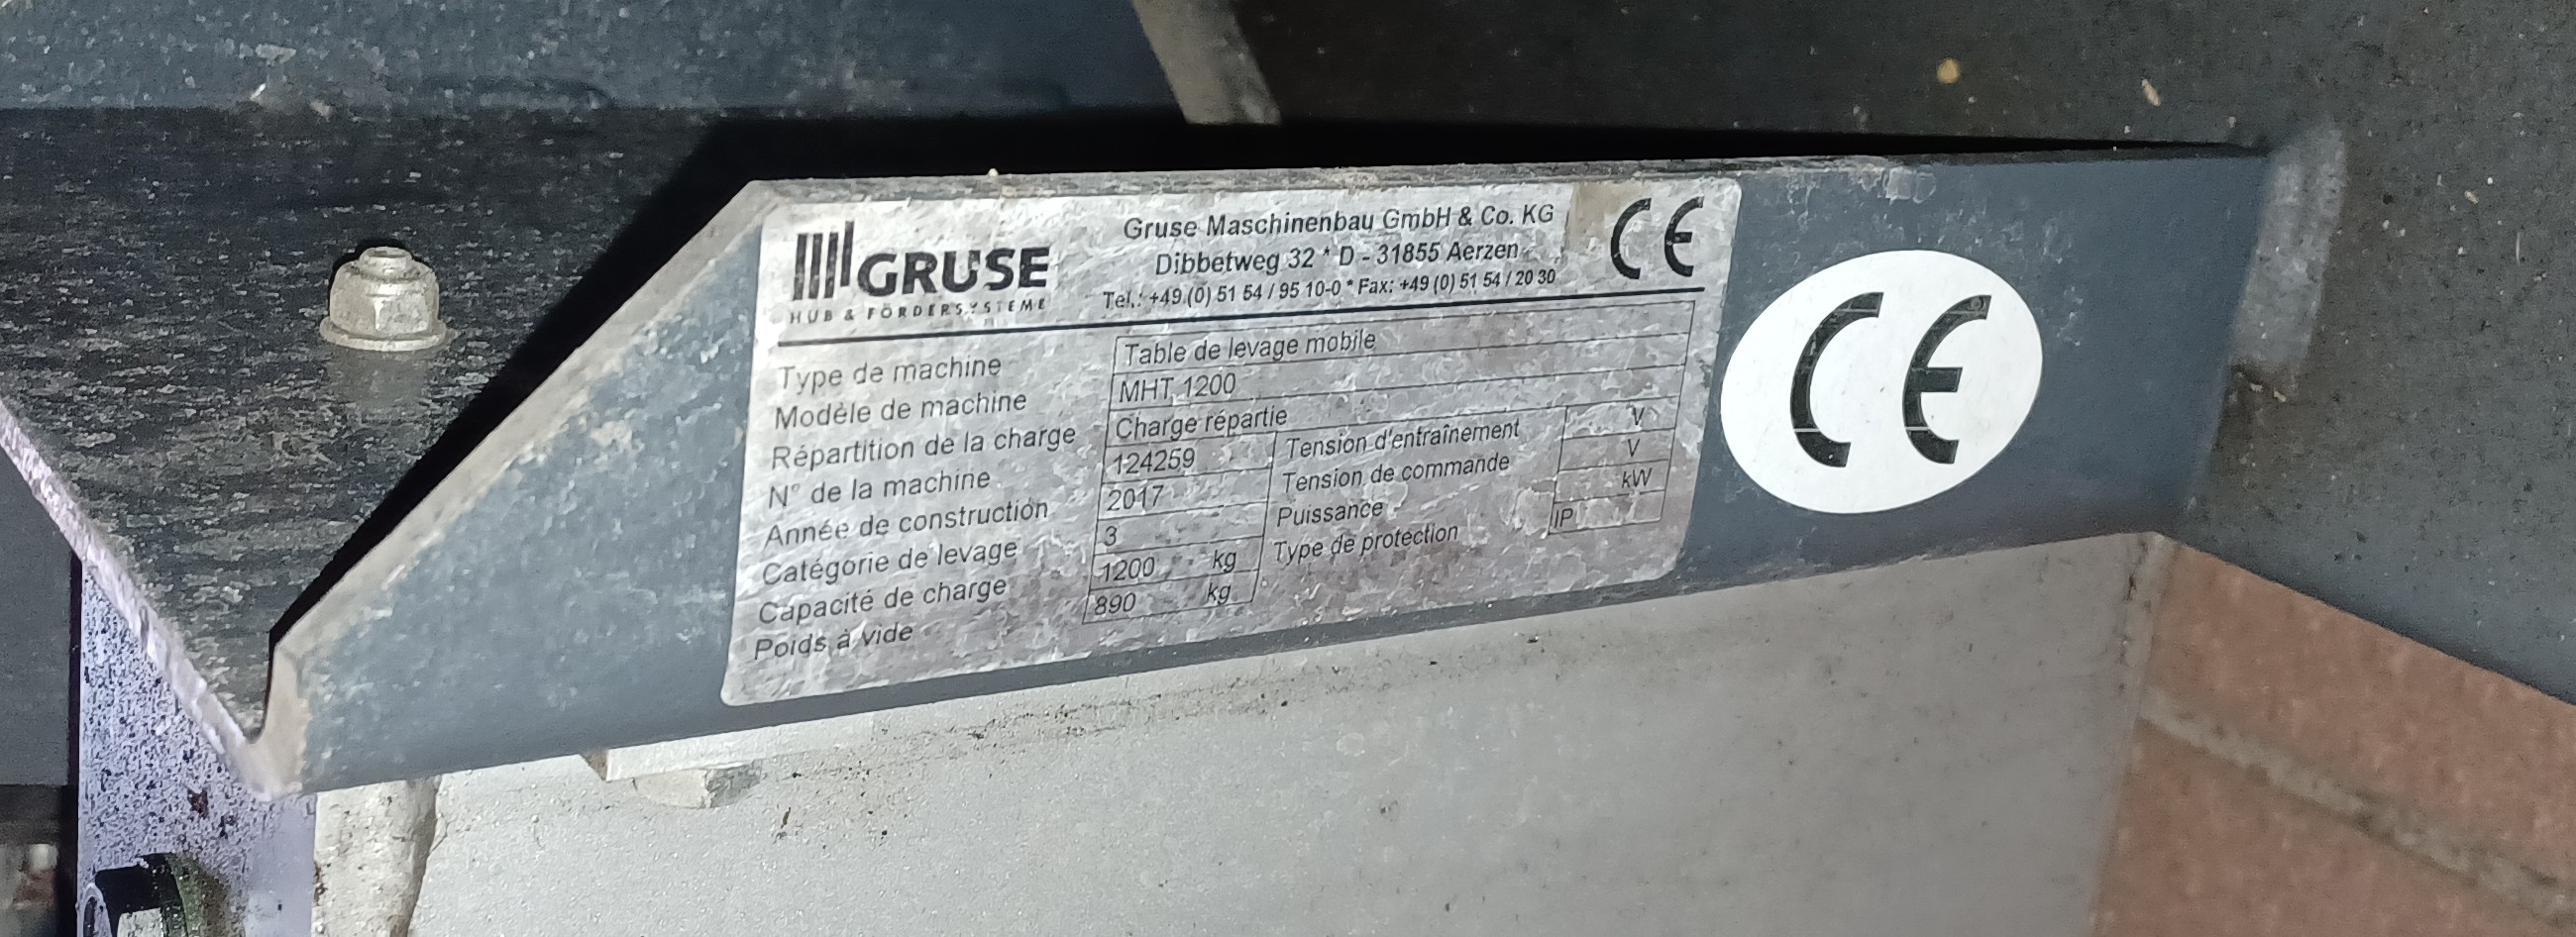 GRUSE
HUB & FÖRDERSYSTEME
Gruse Maschinenbau GmbH & Co. KG
Dibbetweg 32 * D - 31855 Aerzen
Tel.: +49 (0) 51 54 / 95 10-0 * Fax: +49 (0) 51 54 / 20 30
CE
Type de machine Table de levage mobile
Modèle de machine MHT 1200
Répartition de la charge Charge répartie
N° de la machine 124259 Tension d'entraînement V
Année de construction 2017 Tension de commande V
Catégorie de levage 3 Puissance kW
Capacité de charge 1200 kg Type de protection IP
Poids à vide 890 kg
CE